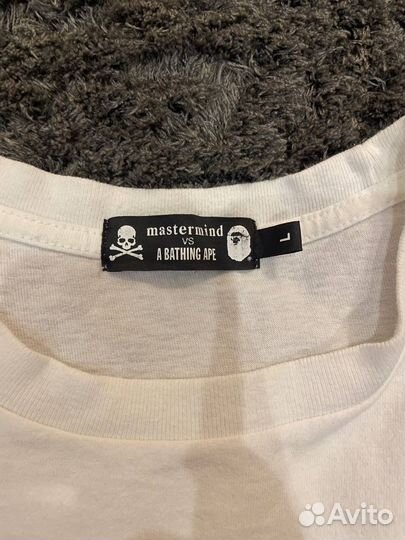 mastermind
VS
A BATHING APE
L
Avito